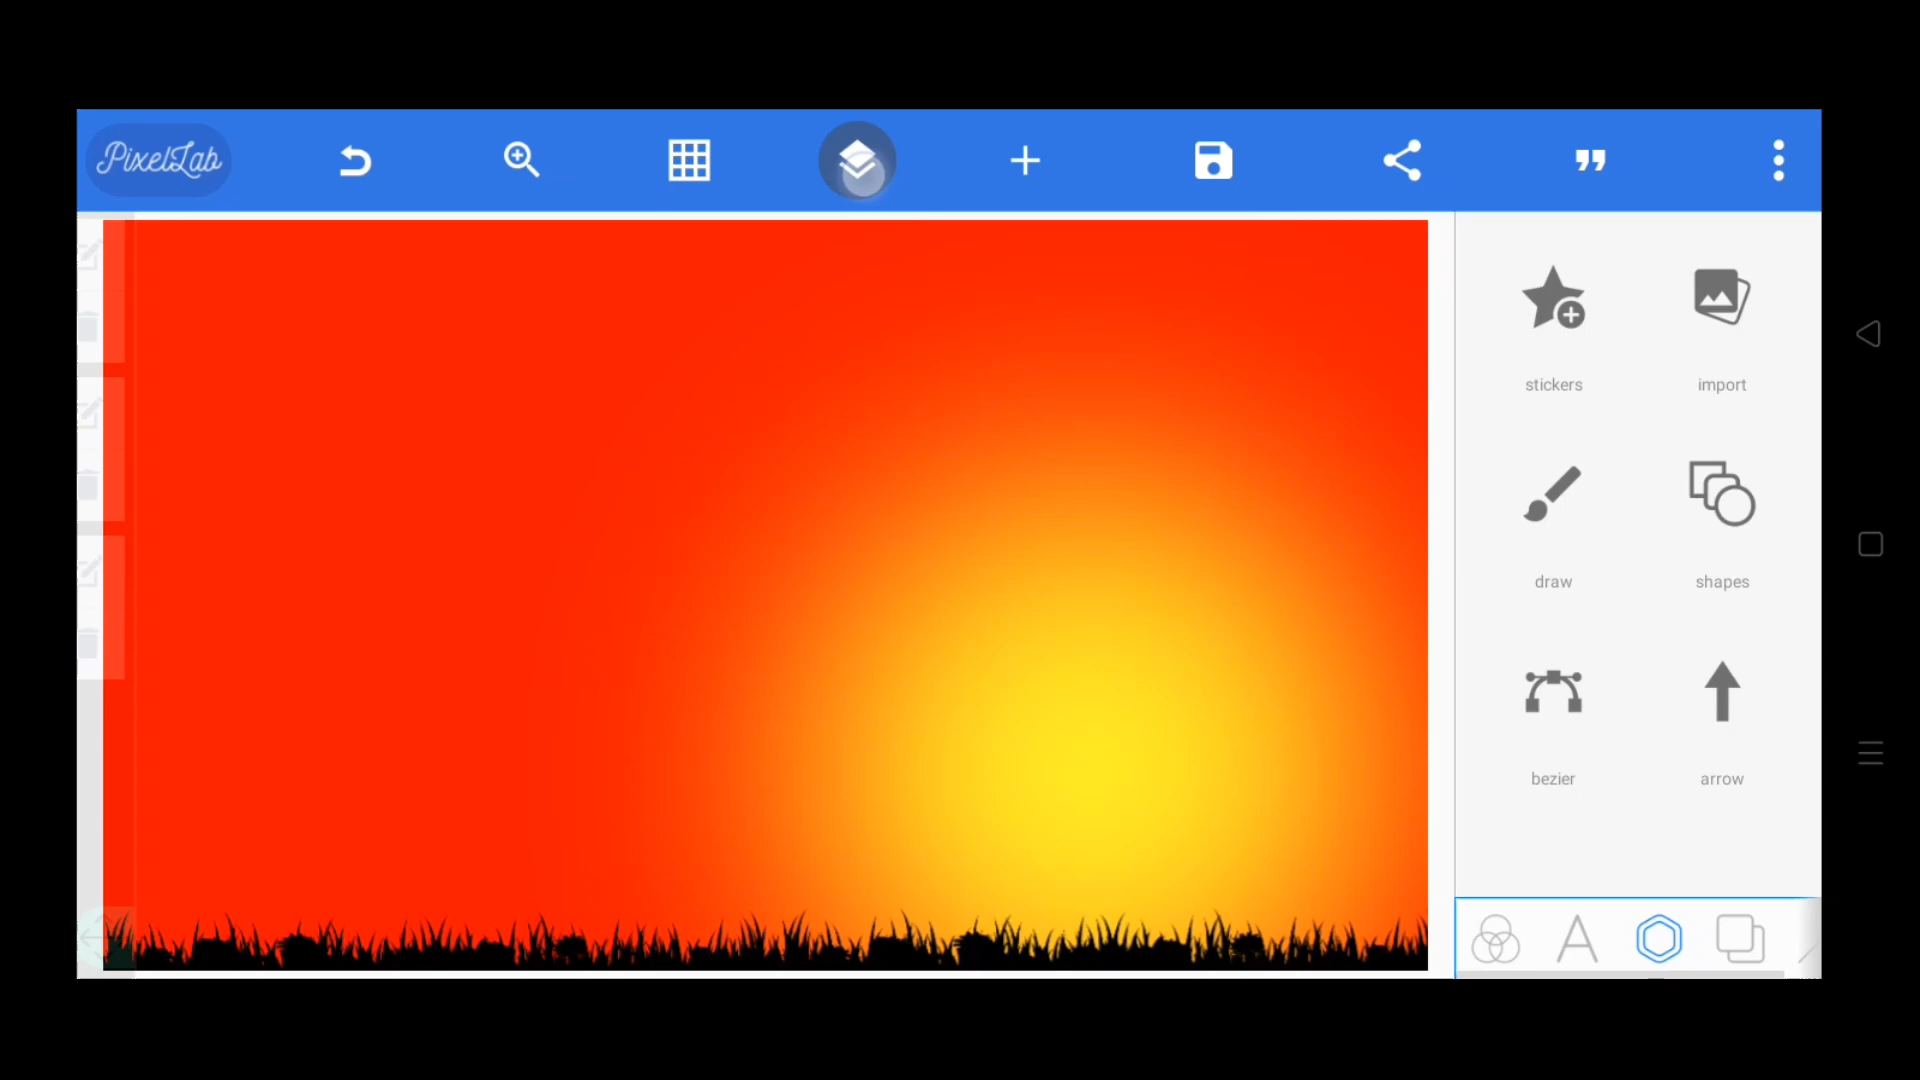 PixelLab
stickers
import
draw
shapes
bezier
arrow